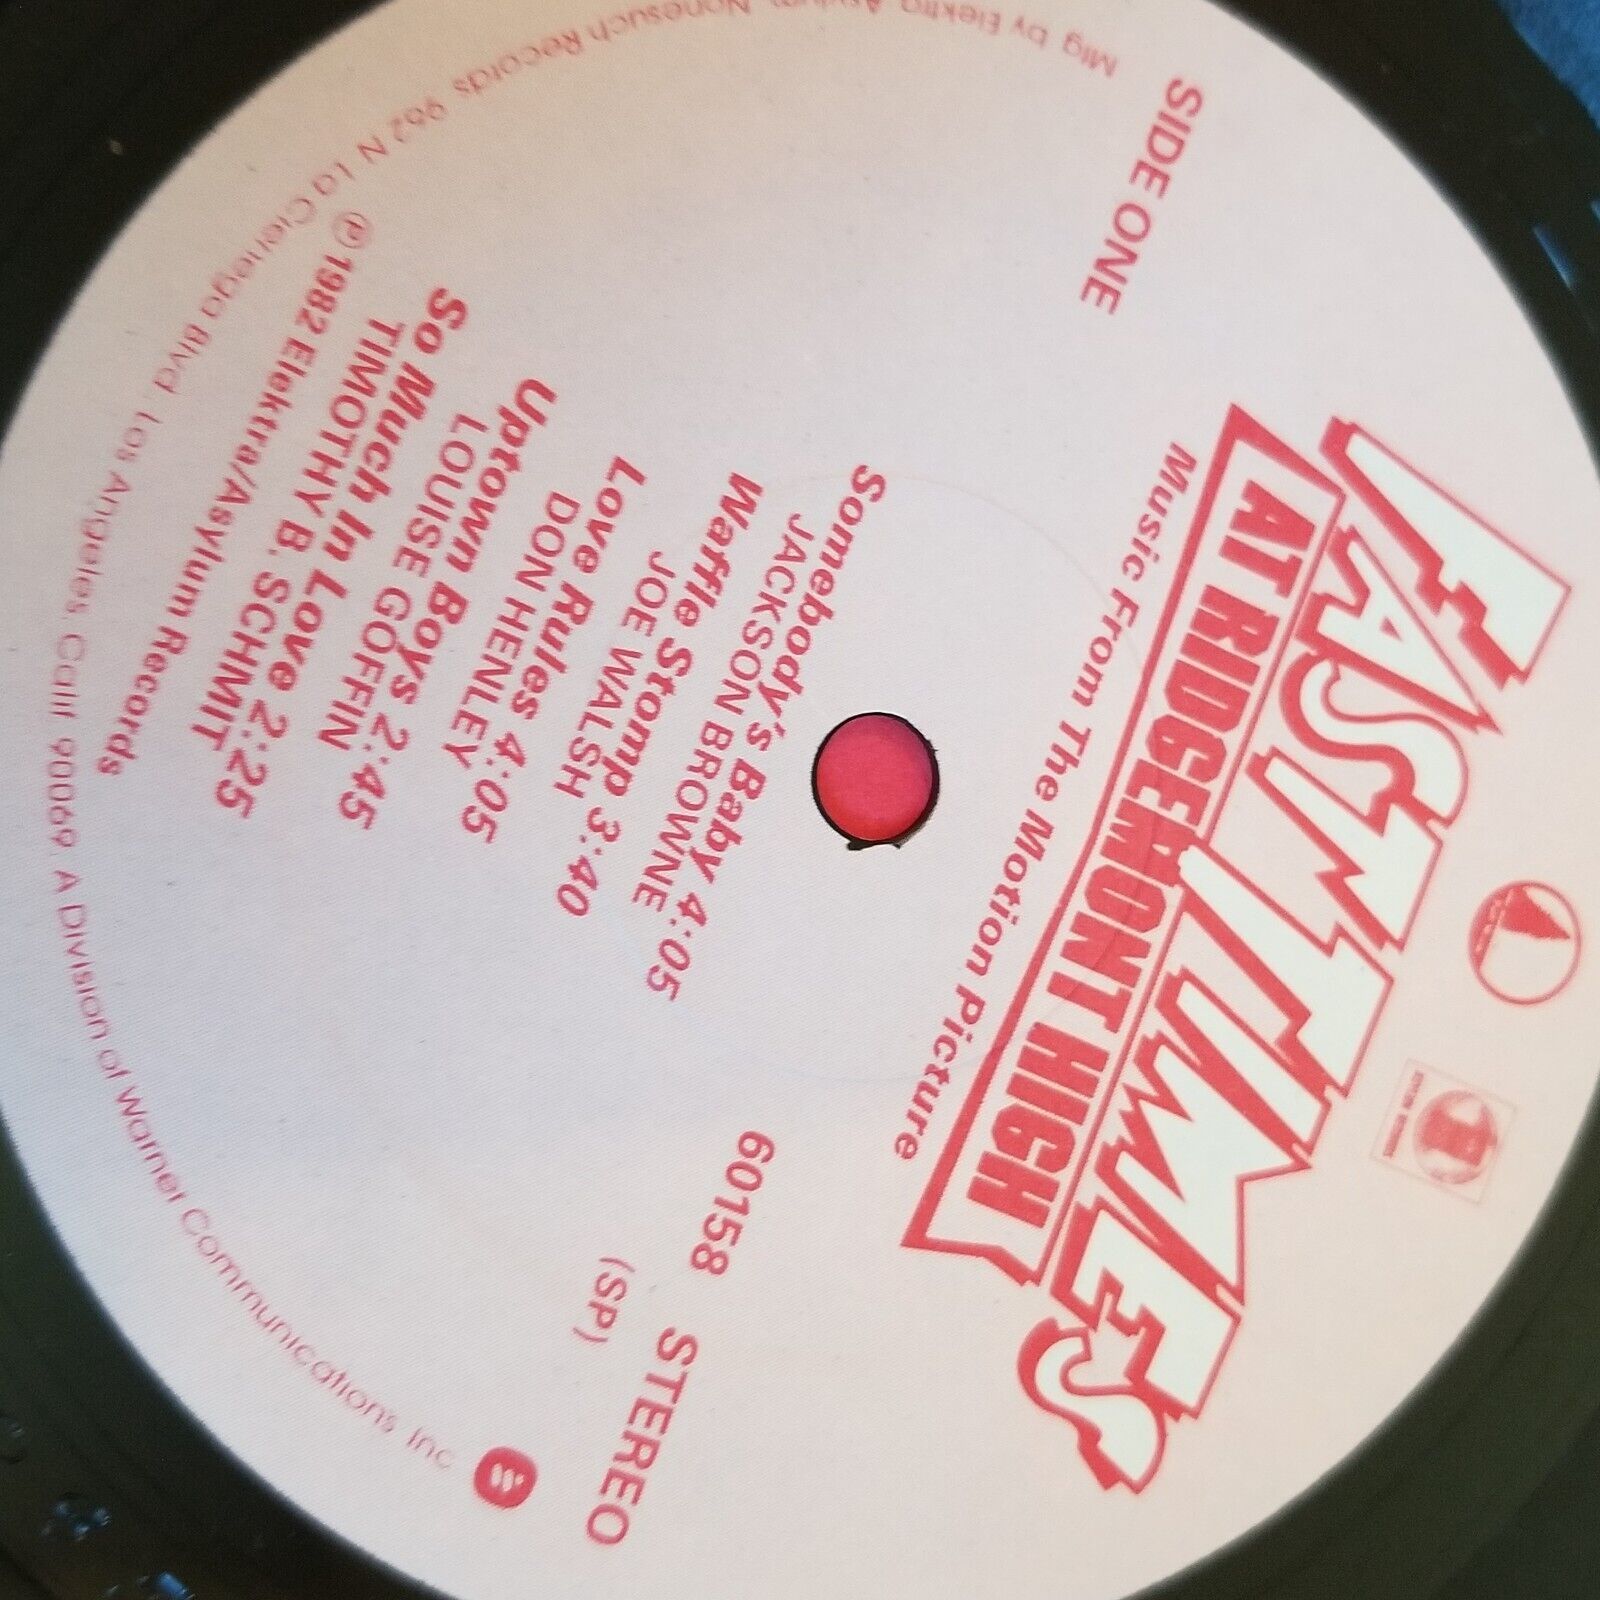 FAST TIMES
AT RIDGEMONT HIGH
Music From The Motion Picture
SIDE ONE
60158 STEREO
(SP)
Somebody's Baby 4:05
JACKSON BROWNE
Waffle Stomp 3:40
JOE WALSH
Love Rules 4:05
DON HENLEY
Uptown Boys 2:45
LOUISE GOFFIN
So Much In Love 2:25
TIMOTHY B. SCHMIT
℗ 1982 Elektra/Asylum Records
Mfg by Elektra Asylum Nonesuch Records 962 N La Cienega Blvd. Los Angeles, Calif 90069. A Division of Warner Communications Inc